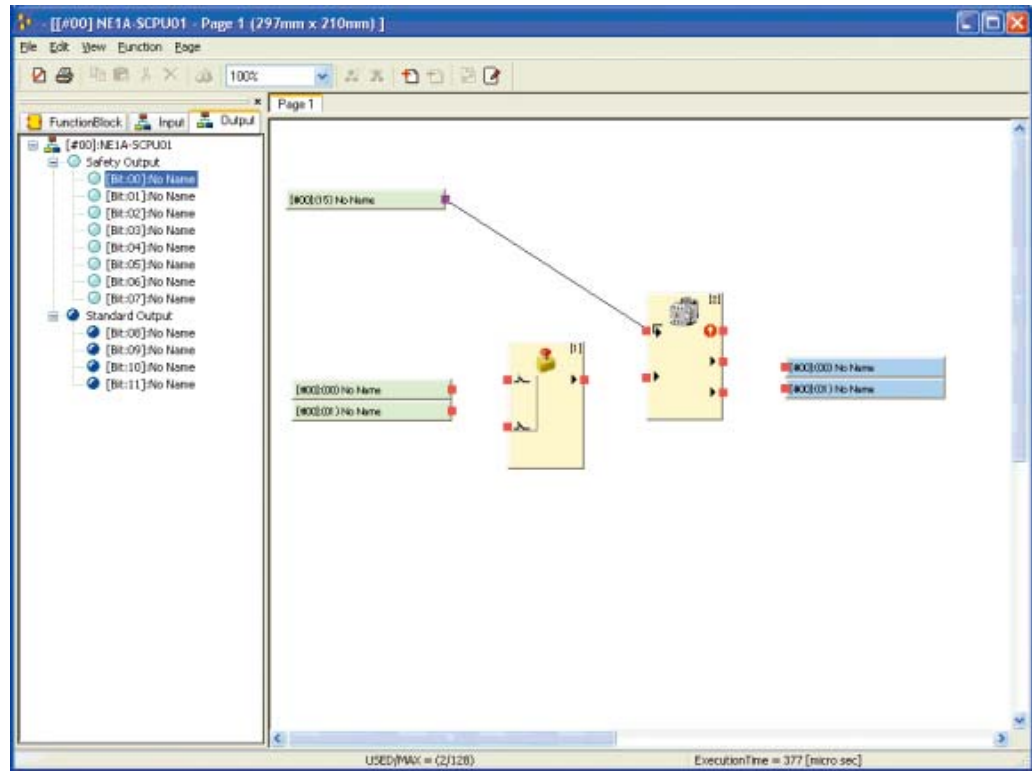 - [[#00] NE1A-SCPU01 - Page 1 (297mm x 210mm) ]
File Edit View Function Page
100%
Page 1
FunctionBlock Input Output
[#00]:NE1A-SCPU01
Safety Output
[Bit:00]:No Name
[Bit:01]:No Name
[Bit:02]:No Name
[Bit:03]:No Name
[Bit:04]:No Name
[Bit:05]:No Name
[Bit:06]:No Name
[Bit:07]:No Name
Standard Output
[Bit:08]:No Name
[Bit:09]:No Name
[Bit:10]:No Name
[Bit:11]:No Name
[#00]:(15) No Name
[2]
[1]
[#00]:(00) No Name
[#00]:(01) No Name
[#00]:(00) No Name
[#00]:(01) No Name
USED/MAX = (2/128)
ExecutionTime = 377 [micro sec]